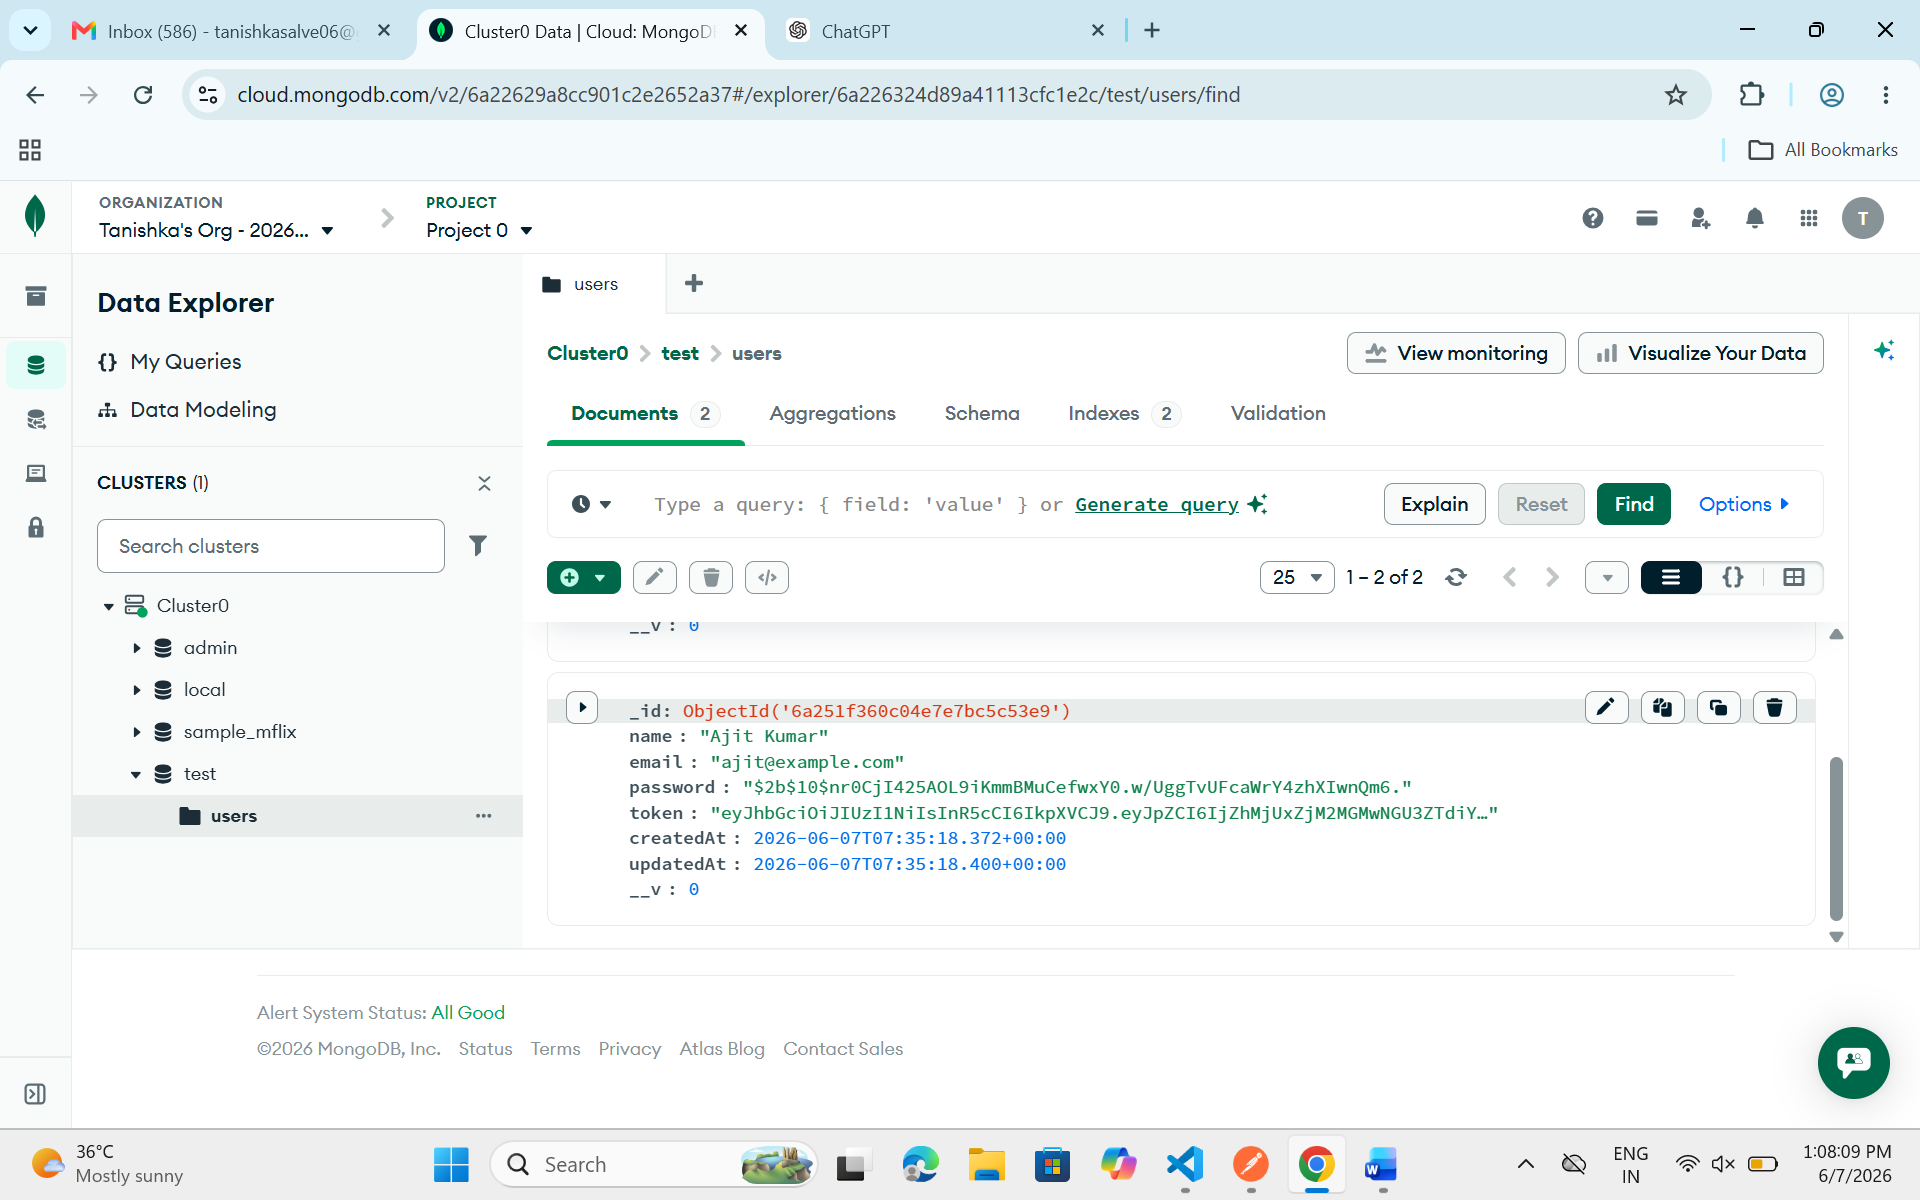 Inbox (586) - tanishkasalve06@
Cluster0 Data | Cloud: MongoD
ChatGPT
cloud.mongodb.com/v2/6a22629a8cc901c2e2652a37#/explorer/6a226324d89a41113cfc1e2c/test/users/find
All Bookmarks
ORGANIZATION
Tanishka's Org - 2026...
PROJECT
Project 0
T
Data Explorer
My Queries
Data Modeling
CLUSTERS (1)
Search clusters
Cluster0
admin
local
sample_mflix
test
users
users
Cluster0 > test > users
View monitoring
Visualize Your Data
Documents 2
Aggregations
Schema
Indexes 2
Validation
Type a query: { field: 'value' } or Generate query
Explain
Reset
Find
Options
25
1 – 2 of 2
__v : 0
_id: ObjectId('6a251f360c04e7e7bc5c53e9')
name : "Ajit Kumar"
email : "ajit@example.com"
password : "$2b$10$nr0CjI425AOL9iKmmBMuCefwxY0.w/UggTvUFcaWrY4zhXIwnQm6."
token : "eyJhbGciOiJIUzI1NiIsInR5cCI6IkpXVCJ9.eyJpZCI6IjZhMjUxZjM2MGMwNGU3ZTdiY…"
createdAt : 2026-06-07T07:35:18.372+00:00
updatedAt : 2026-06-07T07:35:18.400+00:00
__v : 0
Alert System Status: All Good
©2026 MongoDB, Inc. Status Terms Privacy Atlas Blog Contact Sales
36°C
Mostly sunny
Search
ENG
IN
1:08:09 PM
6/7/2026